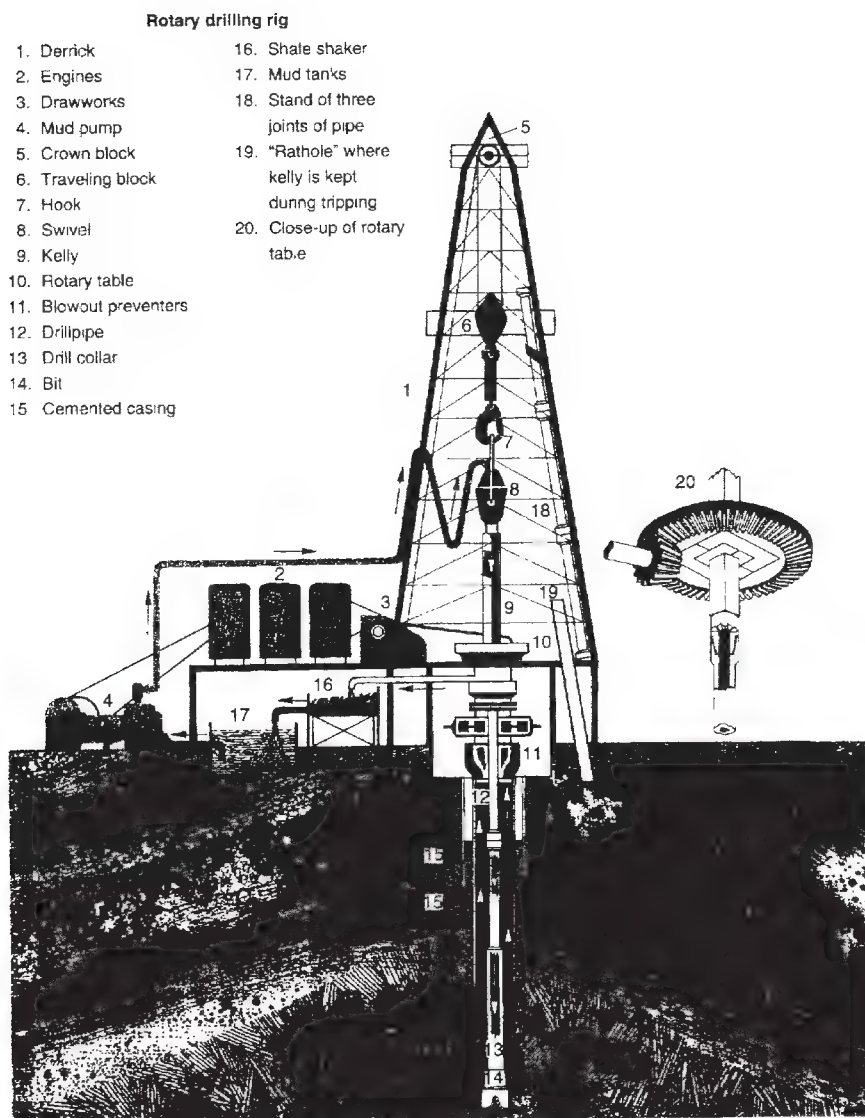 Rotary drilling rig
1. Derrick
2. Engines
3. Drawworks
4. Mud pump
5. Crown block
6. Traveling block
7. Hook
8. Swivel
9. Kelly
10. Rotary table
11. Blowout preventers
12. Drillpipe
13. Drill collar
14. Bit
15 Cemented casing
16. Shale shaker
17. Mud tanks
18. Stand of three
joints of pipe
19. "Rathole" where
kelly is kept
during tripping
20. Close-up of rotary
table
5
6
1
7
8
20
18
2
3
9
19
10
16
4
17
11
12
15
15
13
14